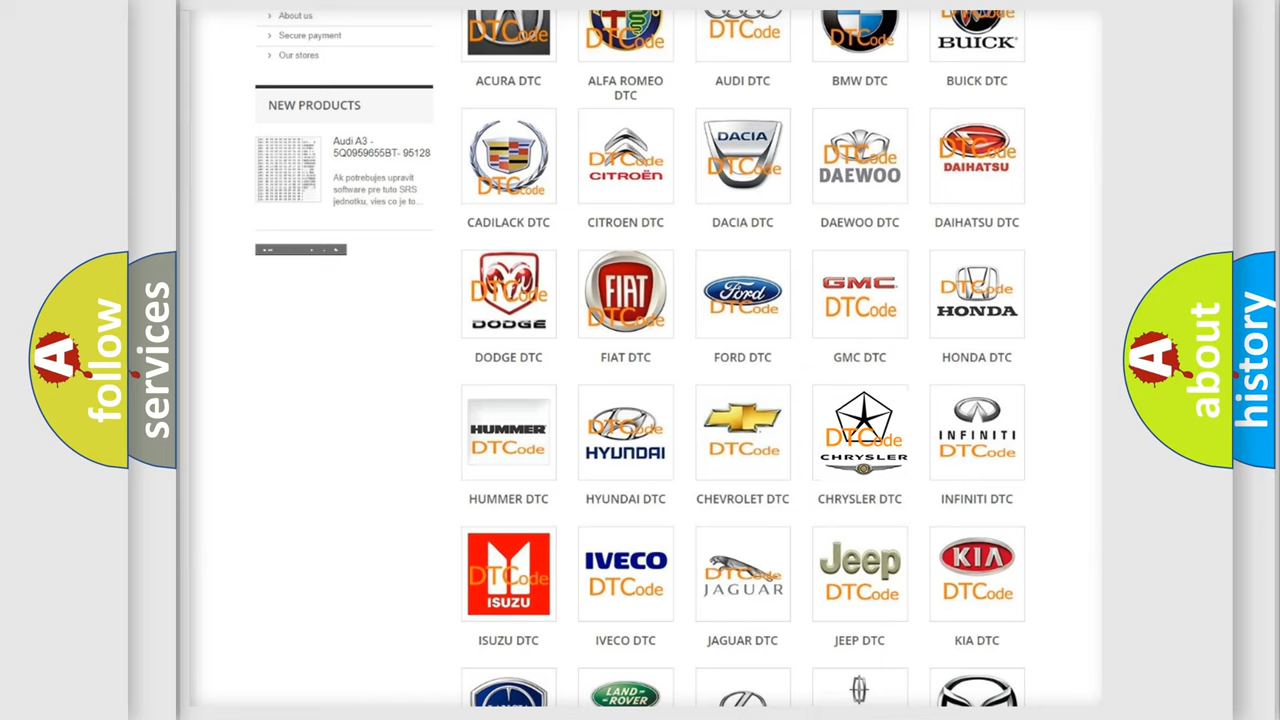 About us
Secure payment
Our stores
NEW PRODUCTS
Audi A3 -
5Q0959655BT- 95128
Ak potrebujes upravit
software pre tuto SRS
jednotku, vies co je to...
DTCode
DTCode
DTCode
DTCode
BUICK
ACURA DTC
ALFA ROMEO
DTC
AUDI DTC
BMW DTC
BUICK DTC
DTCode
DTCode
CITROËN
DACIA
DTCode
DTCode
DAEWOO
DTCode
DAIHATSU
CADILACK DTC
CITROEN DTC
DACIA DTC
DAEWOO DTC
DAIHATSU DTC
DTCode
DODGE
FIAT
DTCode
Ford
DTCode
GMC
DTCode
DTCode
HONDA
DODGE DTC
FIAT DTC
FORD DTC
GMC DTC
HONDA DTC
HUMMER
DTCode
DTCode
HYUNDAI
DTCode
DTCode
CHRYSLER
INFINITI
DTCode
HUMMER DTC
HYUNDAI DTC
CHEVROLET DTC
CHRYSLER DTC
INFINITI DTC
DTCode
ISUZU
IVECO
DTCode
DTCode
JAGUAR
Jeep
DTCode
KIA
DTCode
ISUZU DTC
IVECO DTC
JAGUAR DTC
JEEP DTC
KIA DTC
LAND-
ROVER
A
follow
services
A
about
history